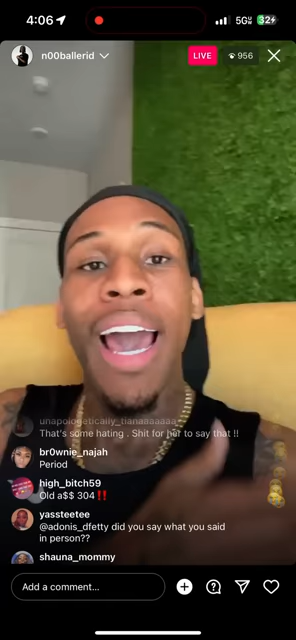 4:06
5G
32
n00ballerid
LIVE
956
unapologetically_tianaaaaaaa
That's some hating . Shit for her to say that !!
br0wnie_najah
Period
high_bitch59
Old a$$ 304‼️
yassteetee
@adonis_dfetty did you say what you said
in person??
shauna_mommy
Add a comment...